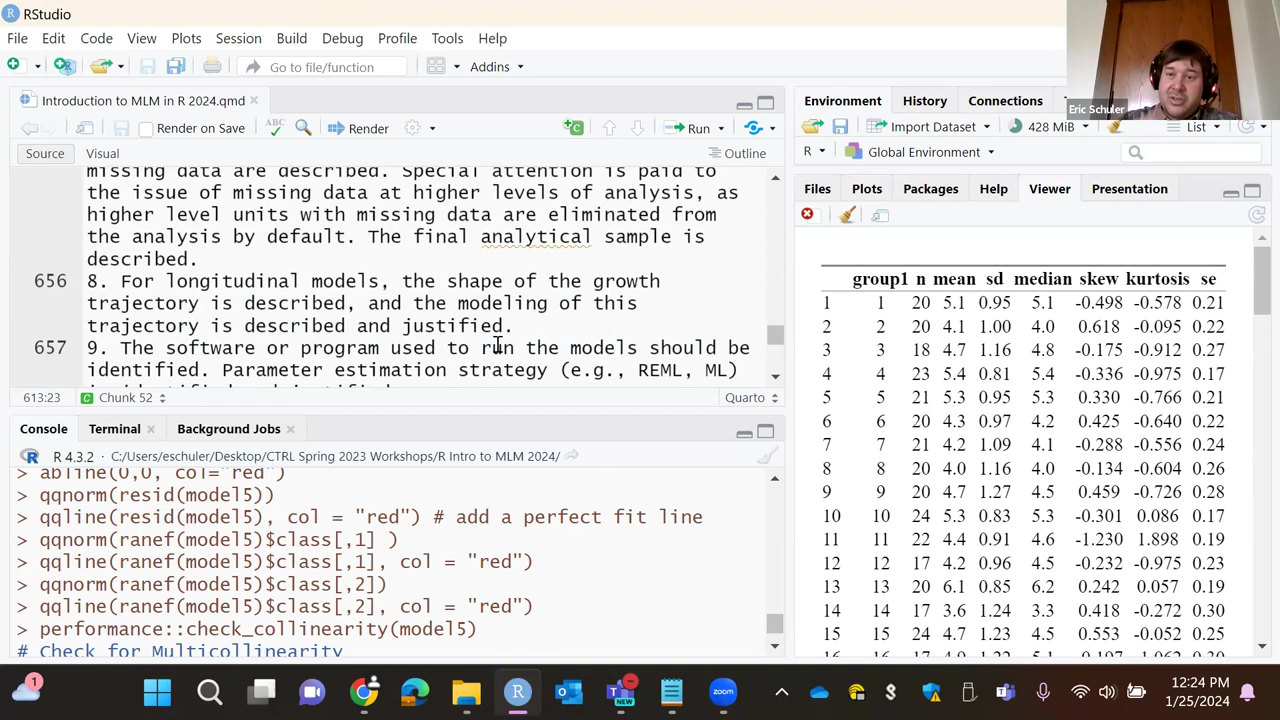 RStudio
File Edit Code View Plots Session Build Debug Profile Tools Help
Go to file/function
Addins
Introduction to MLM in R 2024.qmd
Render on Save
ABC
Render
Run
Source Visual
Outline
missing data are described. Special attention is paid to
the issue of missing data at higher levels of analysis, as
higher level units with missing data are eliminated from
the analysis by default. The final analytical sample is
described.
656 8. For longitudinal models, the shape of the growth
trajectory is described, and the modeling of this
trajectory is described and justified.
657 9. The software or program used to run the models should be
identified. Parameter estimation strategy (e.g., REML, ML)
613:23 Chunk 52 Quarto
Console Terminal Background Jobs
R 4.3.2 · C:/Users/eschuler/Desktop/CTRL Spring 2023 Workshops/R Intro to MLM 2024/
> abline(0,0, col="red")
> qqnorm(resid(model5))
> qqline(resid(model5), col = "red") # add a perfect fit line
> qqnorm(ranef(model5)$class[,1] )
> qqline(ranef(model5)$class[,1], col = "red")
> qqnorm(ranef(model5)$class[,2])
> qqline(ranef(model5)$class[,2], col = "red")
> performance::check_collinearity(model5)
# Check for Multicollinearity
Eric Schuler
Environment History Connections
Import Dataset 428 MiB List
R Global Environment
Files Plots Packages Help Viewer Presentation
group1 n mean sd median skew kurtosis se
1 1 20 5.1 0.95 5.1 -0.498 -0.578 0.21
2 2 20 4.1 1.00 4.0 0.618 -0.095 0.22
3 3 18 4.7 1.16 4.8 -0.175 -0.912 0.27
4 4 23 5.4 0.81 5.5 -0.336 -0.975 0.17
5 5 21 5.3 0.97 5.2 0.330 -0.766 0.21
6 6 20 4.3 0.97 4.2 0.425 -0.640 0.22
7 7 21 4.2 1.09 4.1 -0.288 -0.556 0.24
8 8 20 4.0 1.16 4.0 -0.134 -0.604 0.26
9 9 20 4.7 1.27 4.5 0.459 -0.726 0.28
10 10 24 5.3 0.83 5.3 -0.301 0.086 0.17
11 11 22 4.4 0.91 4.6 -1.230 1.898 0.19
12 12 17 4.2 0.96 4.5 -0.232 -0.975 0.23
13 13 20 6.1 0.85 6.2 0.242 0.057 0.19
14 14 17 3.6 1.24 3.3 0.418 -0.272 0.30
15 15 24 4.7 1.23 4.5 0.553 -0.052 0.25
1
NEW
zoom
12:24 PM
1/25/2024